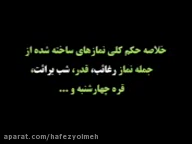 خلاصه حکم کلی نمازهای ساخته شده از
جمله نماز رغائب، قدر، شب برائت،
قره چهارشنبه و ...
aparat.com/hafezyolmeh